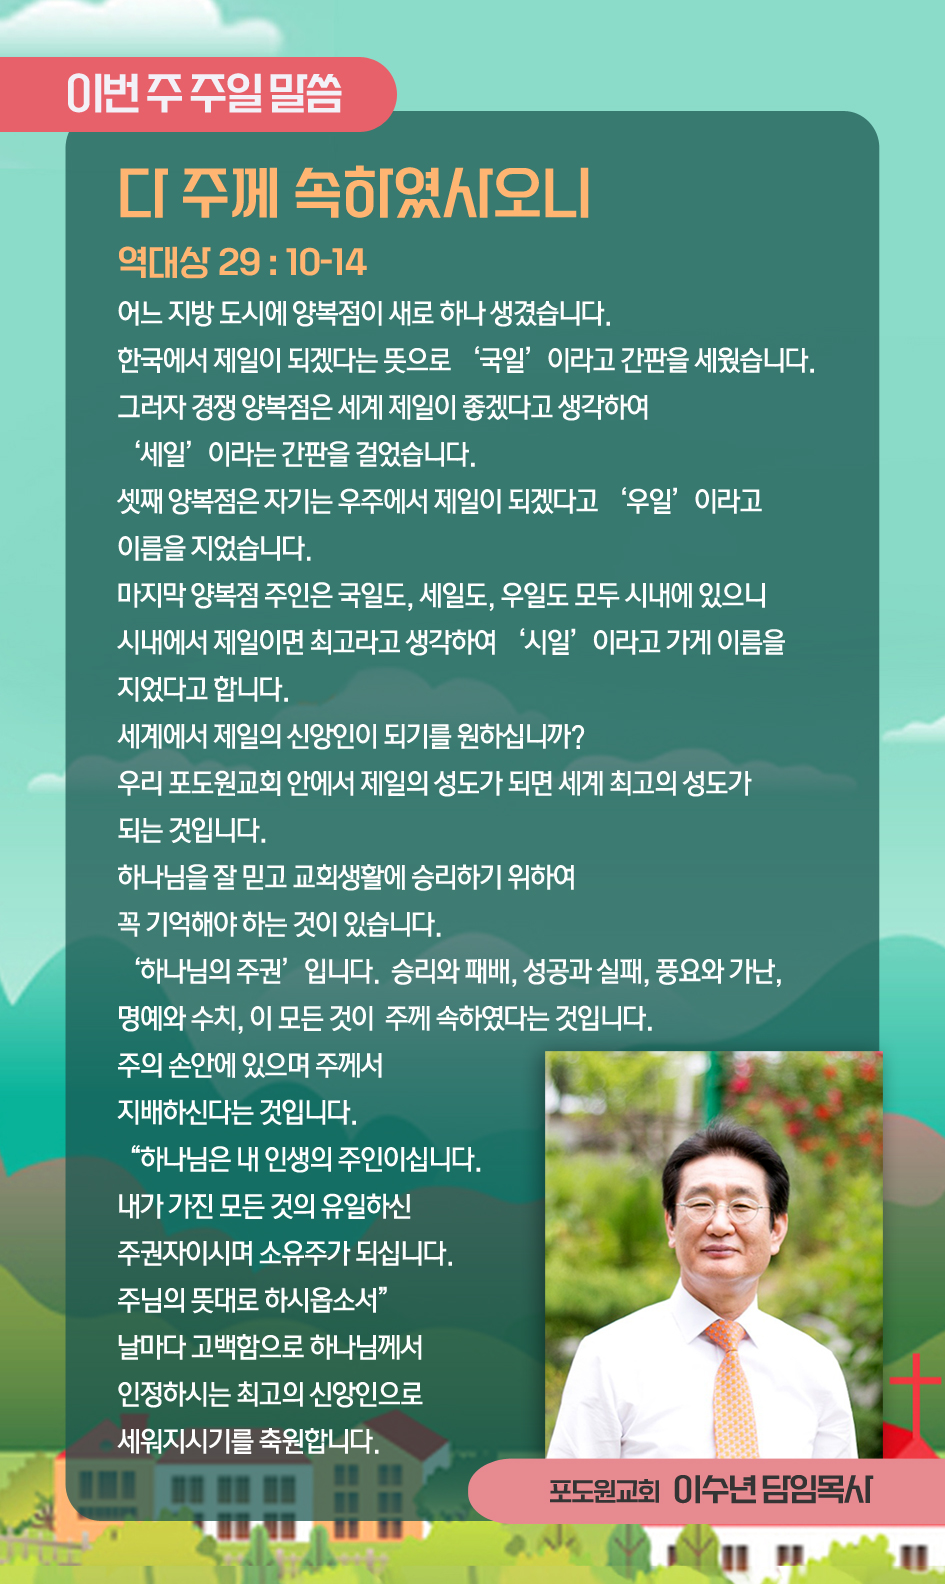 이번 주 주일 말씀
다 주께 속하였사오니
역대상 29 : 10-14
어느 지방 도시에 양복점이 새로 하나 생겼습니다.
한국에서 제일이 되겠다는 뜻으로 ‘국일’ 이라고 간판을 세웠습니다.
그러자 경쟁 양복점은 세계 제일이 좋겠다고 생각하여
‘세일’ 이라는 간판을 걸었습니다.
셋째 양복점은 자기는 우주에서 제일이 되겠다고 ‘우일’ 이라고
이름을 지었습니다.
마지막 양복점 주인은 국일도, 세일도, 우일도 모두 시내에 있으니
시내에서 제일이면 최고라고 생각하여 ‘시일’ 이라고 가게 이름을
지었다고 합니다.
세계에서 제일의 신앙인이 되기를 원하십니까?
우리 포도원교회 안에서 제일의 성도가 되면 세계 최고의 성도가
되는 것입니다.
하나님을 잘 믿고 교회생활에 승리하기 위하여
꼭 기억해야 하는 것이 있습니다.
‘하나님의 주권’ 입니다. 승리와 패배, 성공과 실패, 풍요와 가난,
명예와 수치, 이 모든 것이 주께 속하였다는 것입니다.
주의 손안에 있으며 주께서
지배하신다는 것입니다.
“하나님은 내 인생의 주인이십니다.
내가 가진 모든 것의 유일하신
주권자이시며 소유주가 되십니다.
주님의 뜻대로 하시옵소서”
날마다 고백함으로 하나님께서
인정하시는 최고의 신앙인으로
세워지시기를 축원합니다.
포도원교회 이수년 담임목사